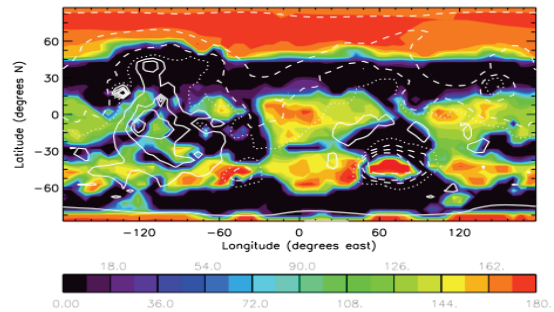 Latitude (degrees N)
60
30
0
−30
−60
−120 −60 0 60 120
Longitude (degrees east)
18.0 54.0 90.0 126. 162.
0.00 36.0 72.0 108. 144. 180.